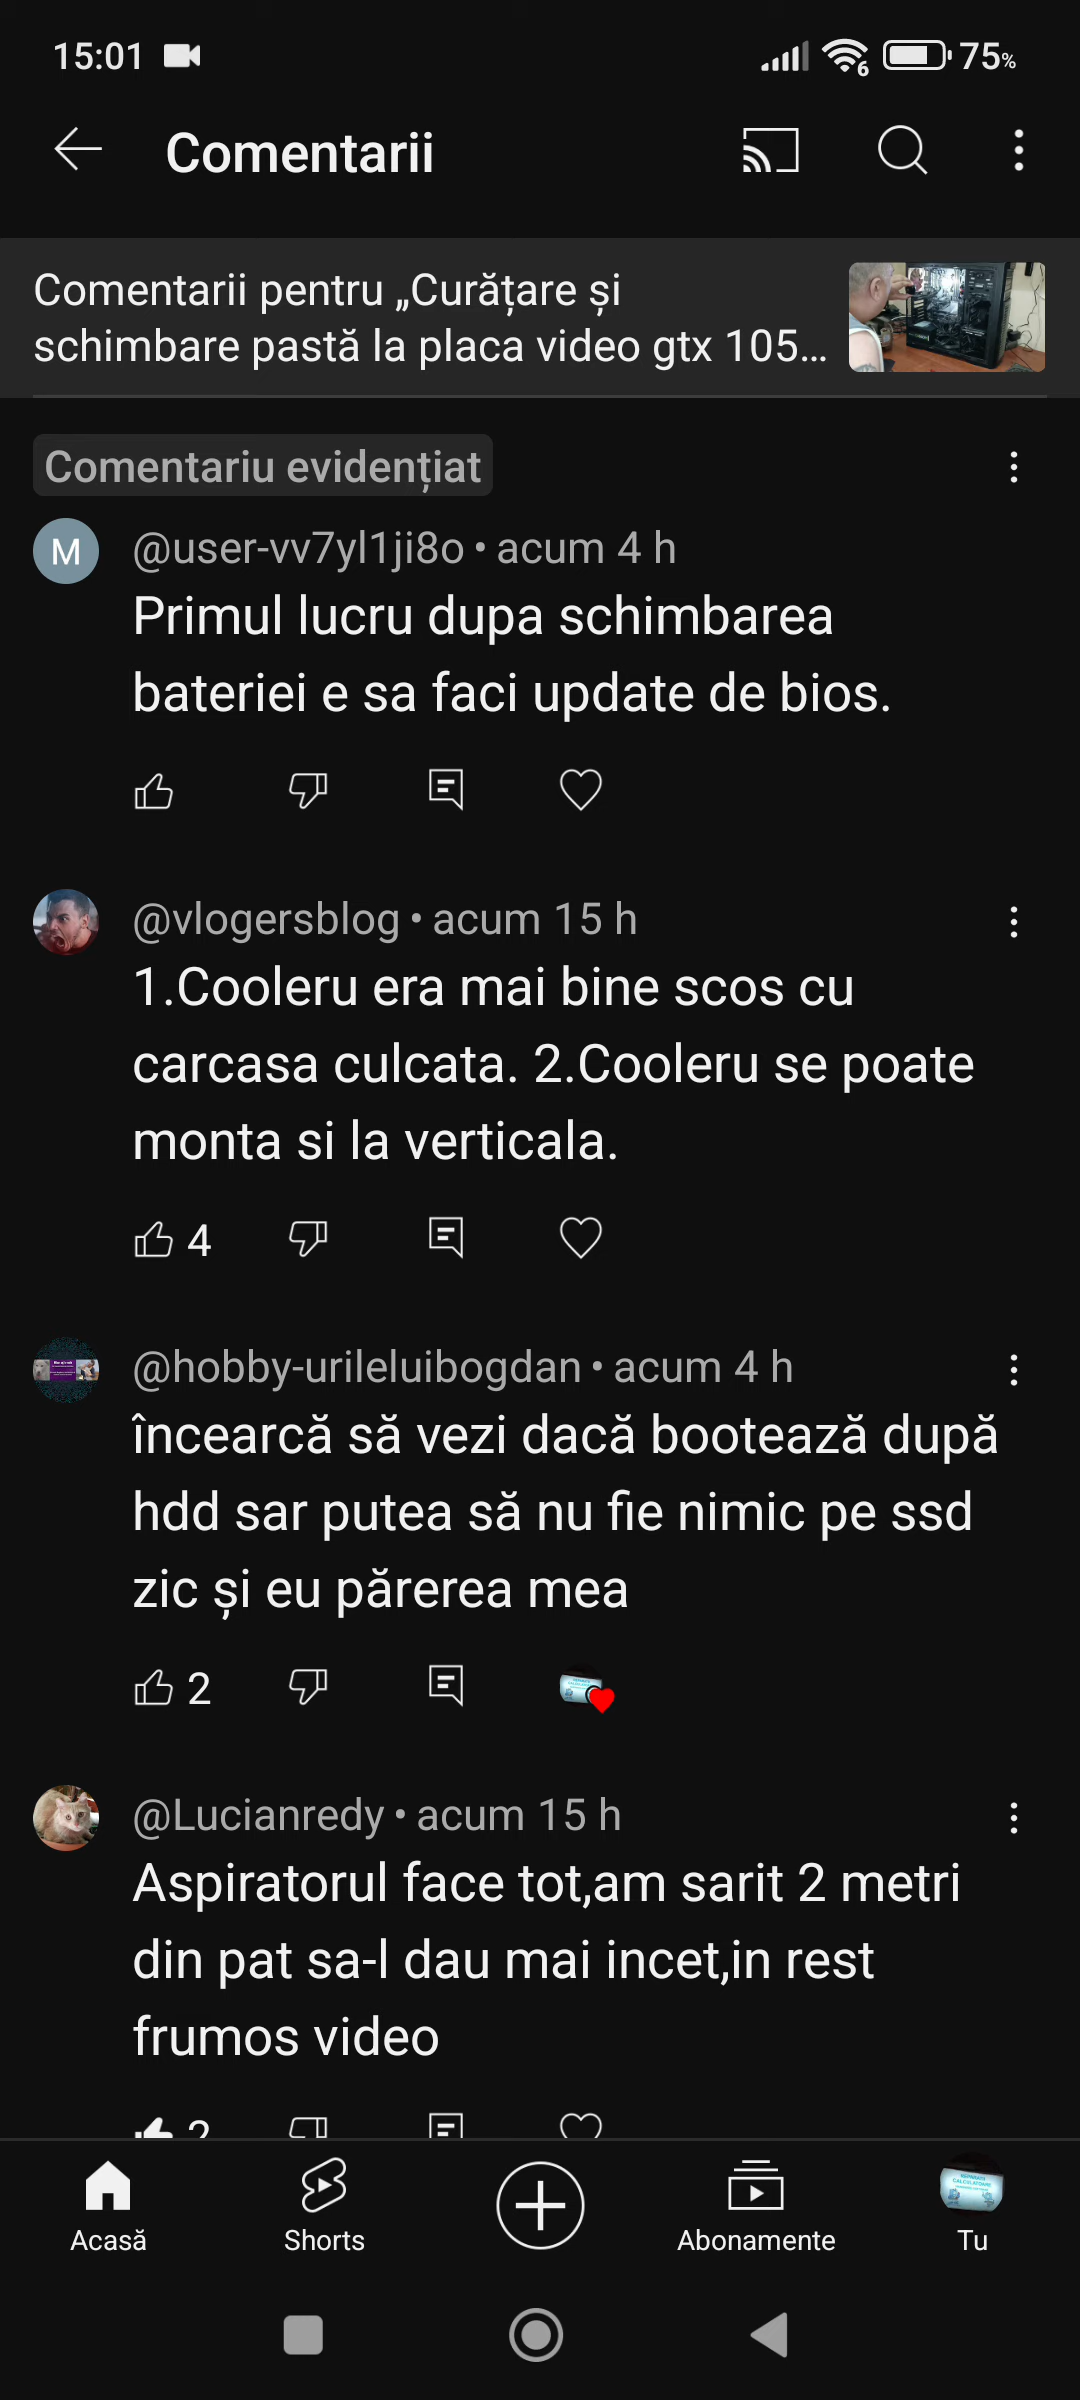 15:01
6
75%
Comentarii
Comentarii pentru „Curățare și
schimbare pastă la placa video gtx 105...
Comentariu evidențiat
M
@user-vv7yl1ji8o • acum 4 h
Primul lucru dupa schimbarea
bateriei e sa faci update de bios.
@vlogersblog • acum 15 h
1.Cooleru era mai bine scos cu
carcasa culcata. 2.Cooleru se poate
monta si la verticala.
4
@hobby-urileluibogdan • acum 4 h
încearcă să vezi dacă bootează după
hdd sar putea să nu fie nimic pe ssd
zic și eu părerea mea
2
@Lucianredy • acum 15 h
Aspiratorul face tot,am sarit 2 metri
din pat sa-l dau mai incet,in rest
frumos video
2
Acasă
Shorts
Abonamente
Tu